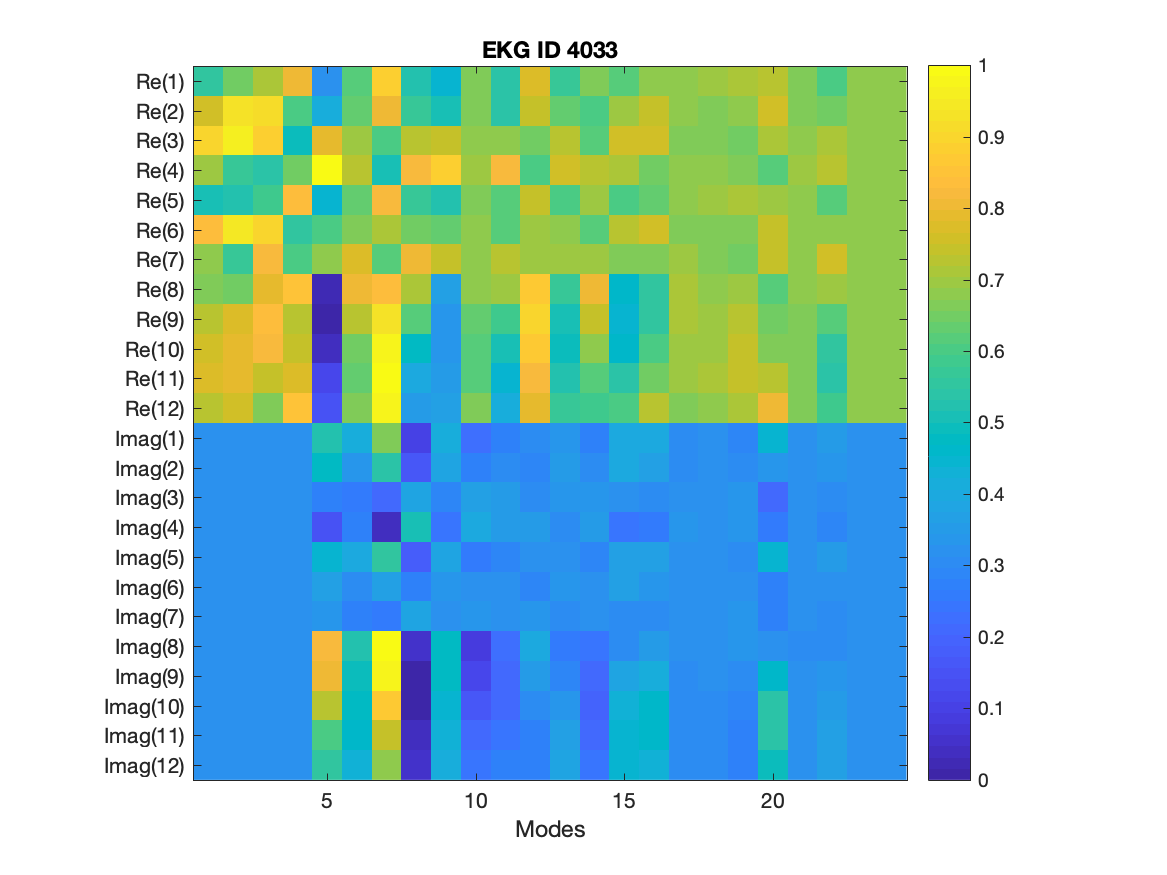 EKG ID 4033
Re(1)
Re(2)
Re(3)
Re(4)
Re(5)
Re(6)
Re(7)
Re(8)
Re(9)
Re(10)
Re(11)
Re(12)
Imag(1)
Imag(2)
Imag(3)
Imag(4)
Imag(5)
Imag(6)
Imag(7)
Imag(8)
Imag(9)
Imag(10)
Imag(11)
Imag(12)
5 10 15 20
Modes
1
0.9
0.8
0.7
0.6
0.5
0.4
0.3
0.2
0.1
0